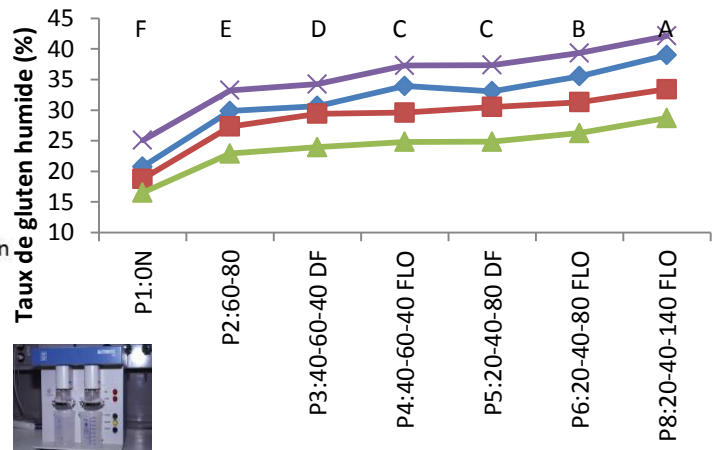 45
40
35
30
25
20
15
10
F E D C C B A
Taux de gluten humide (%)
n
P1:0N
P2:60-80
P3:40-60-40 DF
P4:40-60-40 FLO
P5:20-40-80 DF
P6:20-40-80 FLO
P8:20-40-140 FLO